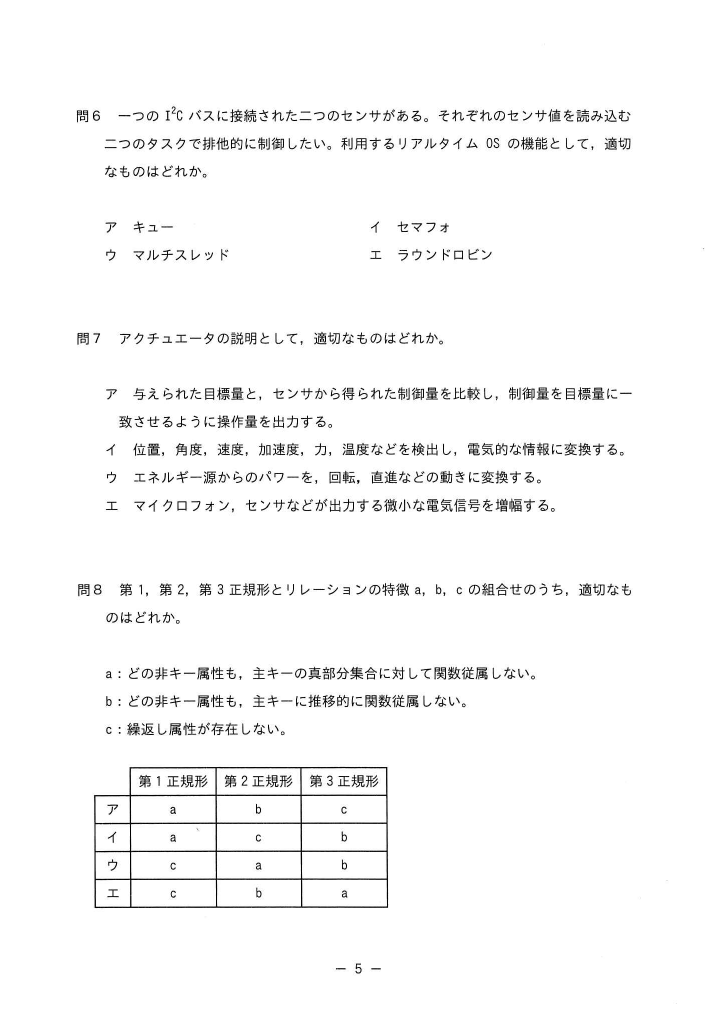 問6 一つの I²C バスに接続された二つのセンサがある。それぞれのセンサ値を読み込む
二つのタスクで排他的に制御したい。利用するリアルタイム OS の機能として，適切
なものはどれか。
ア キュー イ セマフォ
ウ マルチスレッド エ ラウンドロビン
問7 アクチュエータの説明として，適切なものはどれか。
ア 与えられた目標量と，センサから得られた制御量を比較し，制御量を目標量に一
致させるように操作量を出力する。
イ 位置，角度，速度，加速度，力，温度などを検出し，電気的な情報に変換する。
ウ エネルギー源からのパワーを，回転，直進などの動きに変換する。
エ マイクロフォン，センサなどが出力する微小な電気信号を増幅する。
問8 第 1，第 2，第 3 正規形とリレーションの特徴 a，b，c の組合せのうち，適切なも
のはどれか。
a：どの非キー属性も，主キーの真部分集合に対して関数従属しない。
b：どの非キー属性も，主キーに推移的に関数従属しない。
c：繰返し属性が存在しない。
第 1 正規形 第 2 正規形 第 3 正規形
ア a b c
イ a c b
ウ c a b
エ c b a
― 5 ―